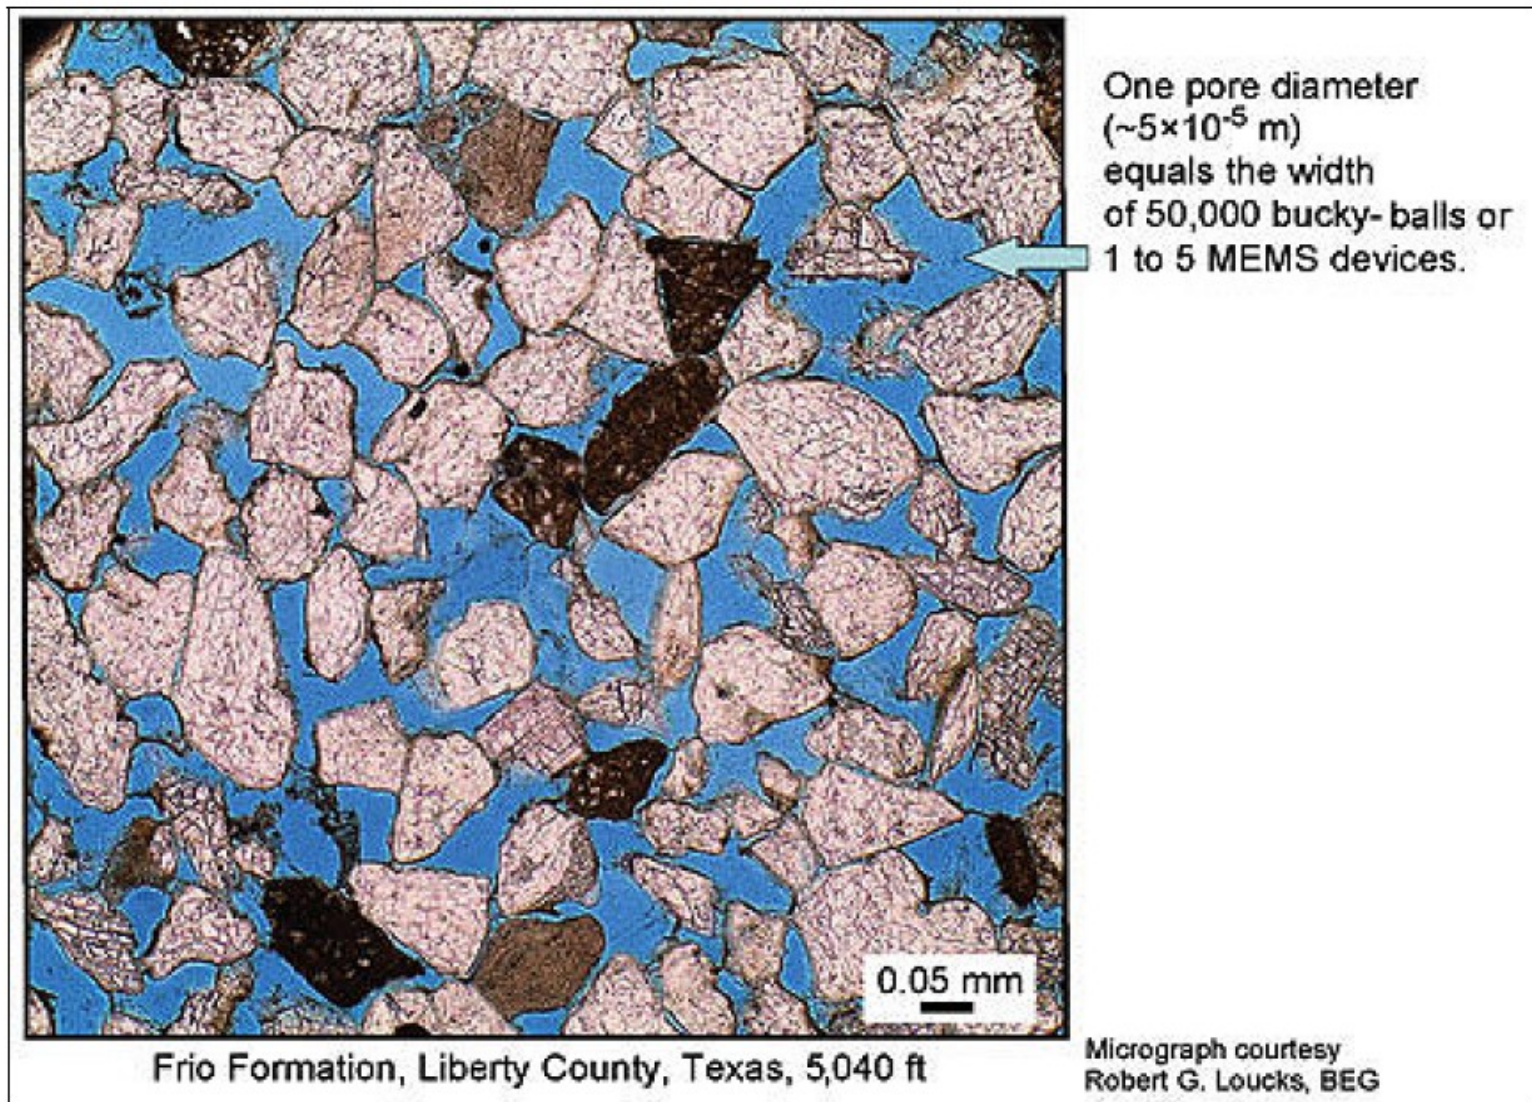 One pore diameter
(~5×10⁻⁵ m)
equals the width
of 50,000 bucky-balls or
1 to 5 MEMS devices.
0.05 mm
Frio Formation, Liberty County, Texas, 5,040 ft
Micrograph courtesy
Robert G. Loucks, BEG